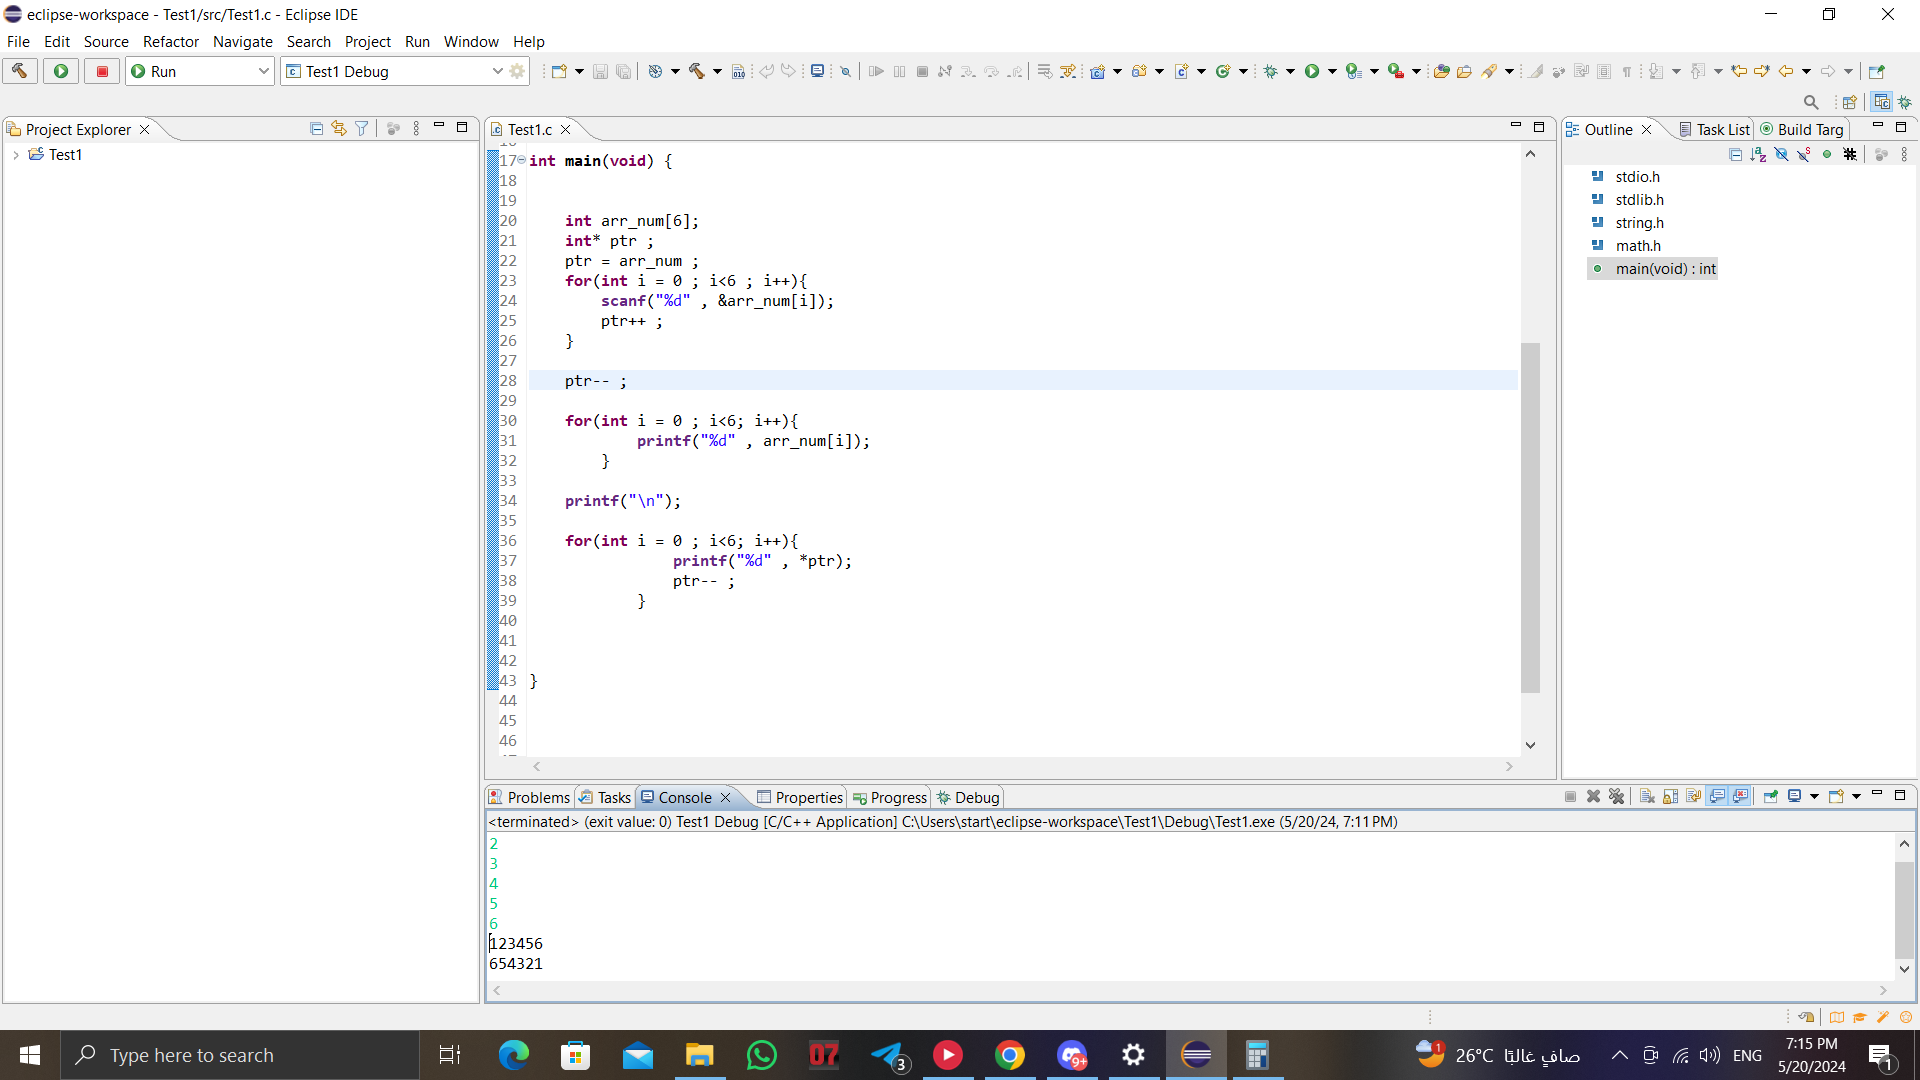 eclipse-workspace - Test1/src/Test1.c - Eclipse IDE
File Edit Source Refactor Navigate Search Project Run Window Help
Run
Test1 Debug
Project Explorer
Test1
Test1.c
17 int main(void) {
18
19
20 int arr_num[6];
21 int* ptr ;
22 ptr = arr_num ;
23 for(int i = 0 ; i<6 ; i++){
24 scanf("%d" , &arr_num[i]);
25 ptr++ ;
26 }
27
28 ptr-- ;
29
30 for(int i = 0 ; i<6; i++){
31 printf("%d" , arr_num[i]);
32 }
33
34 printf("\n");
35
36 for(int i = 0 ; i<6; i++){
37 printf("%d" , *ptr);
38 ptr-- ;
39 }
40
41
42
43 }
44
45
46
Outline Task List Build Targ
stdio.h
stdlib.h
string.h
math.h
main(void) : int
Problems Tasks Console Properties Progress Debug
<terminated> (exit value: 0) Test1 Debug [C/C++ Application] C:\Users\start\eclipse-workspace\Test1\Debug\Test1.exe (5/20/24, 7:11 PM)
2
3
4
5
6
123456
654321
Type here to search
07
3
9+
1
26°C صافٍ غالبًا
ENG
7:15 PM
5/20/2024
1